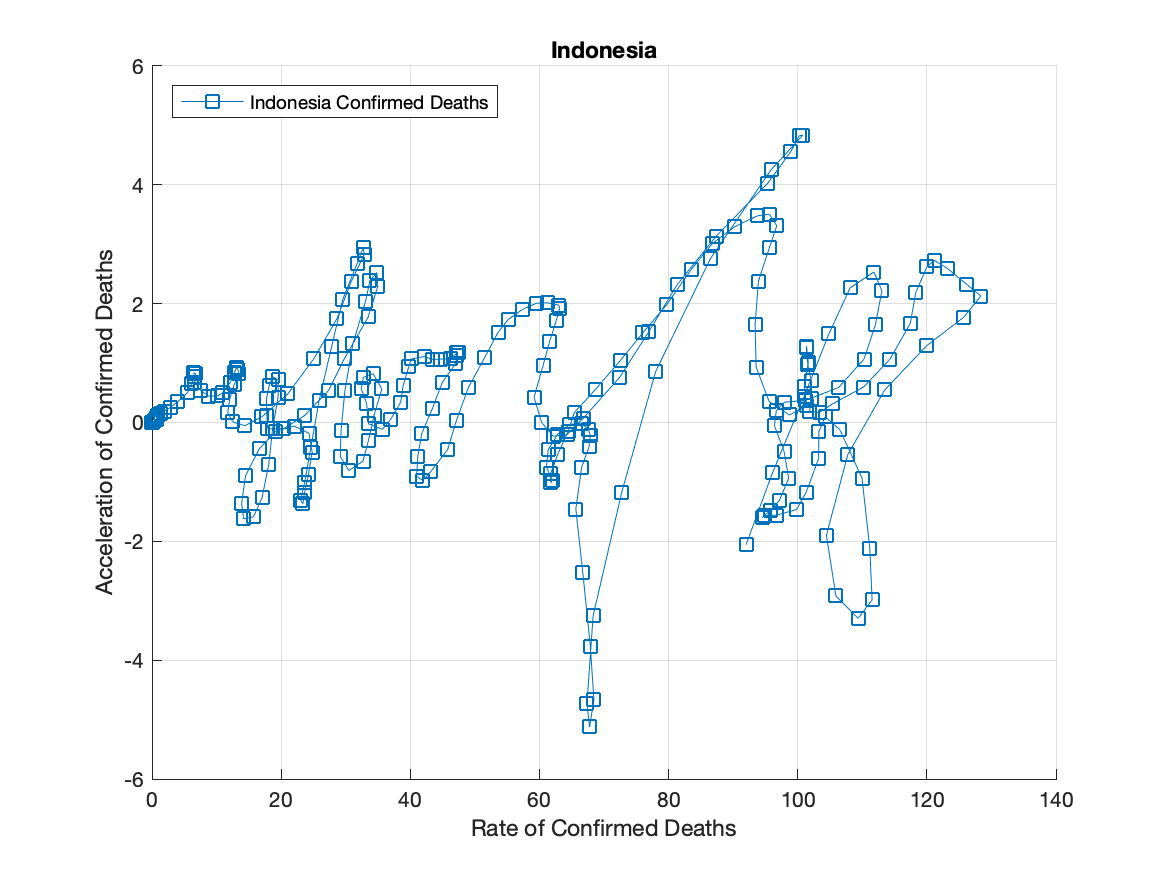 Indonesia
Indonesia Confirmed Deaths
6
4
2
0
-2
-4
-6
Acceleration of Confirmed Deaths
0 20 40 60 80 100 120 140
Rate of Confirmed Deaths